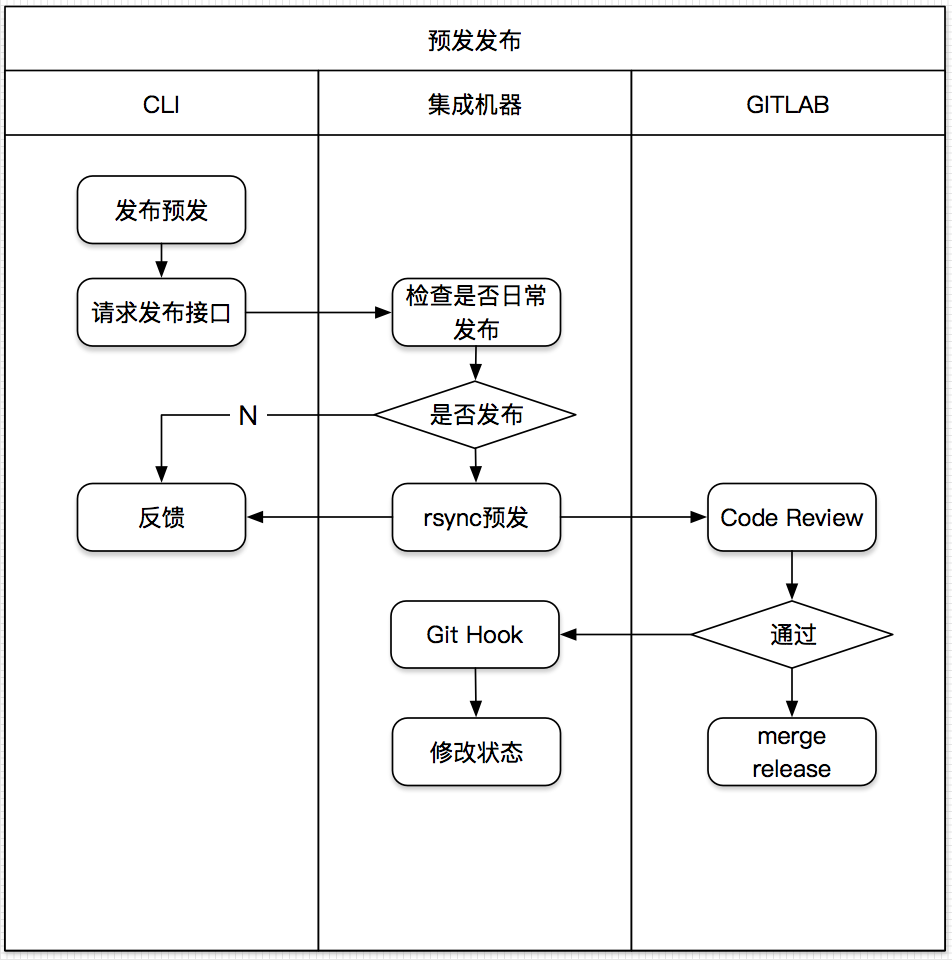 预发发布
CLI
集成机器
GITLAB
发布预发
请求发布接口
检查是否日常
发布
是否发布
N
反馈
rsync预发
Code Review
Git Hook
通过
修改状态
merge
release